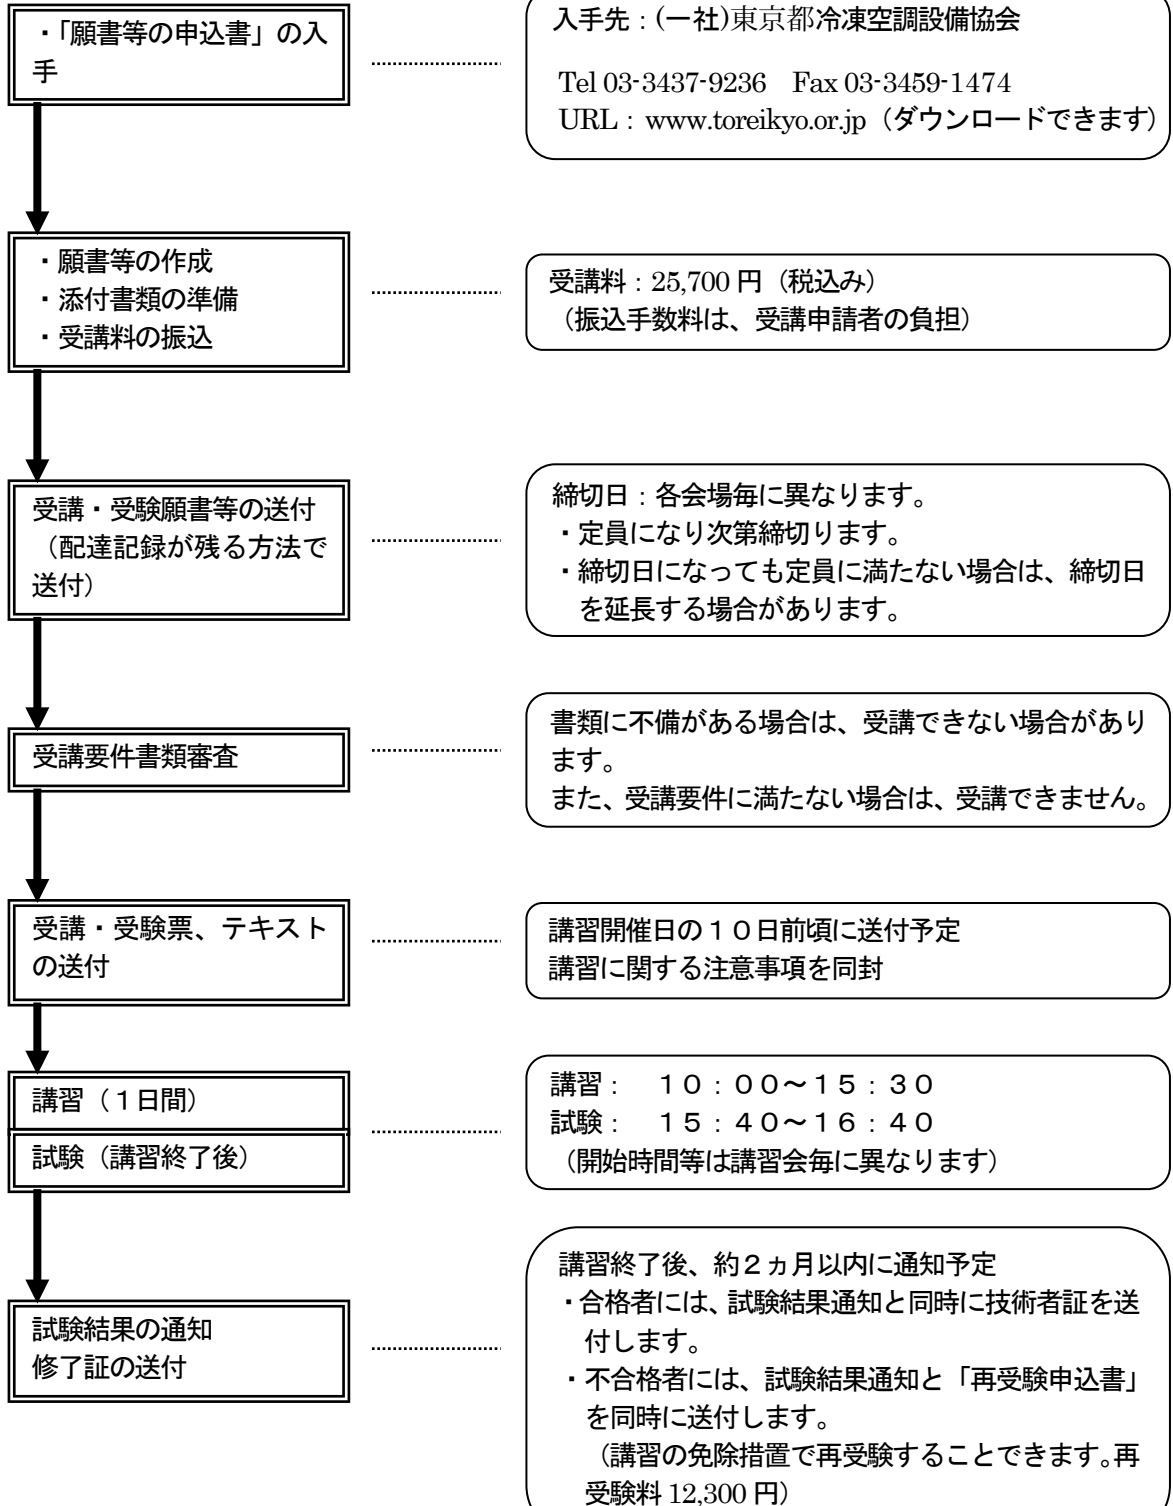 ・「願書等の申込書」の入
手
入手先：(一社)東京都冷凍空調設備協会
Tel 03-3437-9236　Fax 03-3459-1474
URL：www.toreikyo.or.jp（ダウンロードできます）
・願書等の作成
・添付書類の準備
・受講料の振込
受講料：25,700 円（税込み）
（振込手数料は、受講申請者の負担）
受講・受験願書等の送付
（配達記録が残る方法で
送付）
締切日：各会場毎に異なります。
・定員になり次第締切ります。
・締切日になっても定員に満たない場合は、締切日
を延長する場合があります。
受講要件書類審査
書類に不備がある場合は、受講できない場合があり
ます。
また、受講要件に満たない場合は、受講できません。
受講・受験票、テキスト
の送付
講習開催日の１０日前頃に送付予定
講習に関する注意事項を同封
講習（１日間）
試験（講習終了後）
講習：　１０：００～１５：３０
試験：　１５：４０～１６：４０
（開始時間等は講習会毎に異なります）
試験結果の通知
修了証の送付
講習終了後、約２ヵ月以内に通知予定
・合格者には、試験結果通知と同時に技術者証を送
付します。
・不合格者には、試験結果通知と「再受験申込書」
を同時に送付します。
（講習の免除措置で再受験することできます。再
受験料 12,300 円）